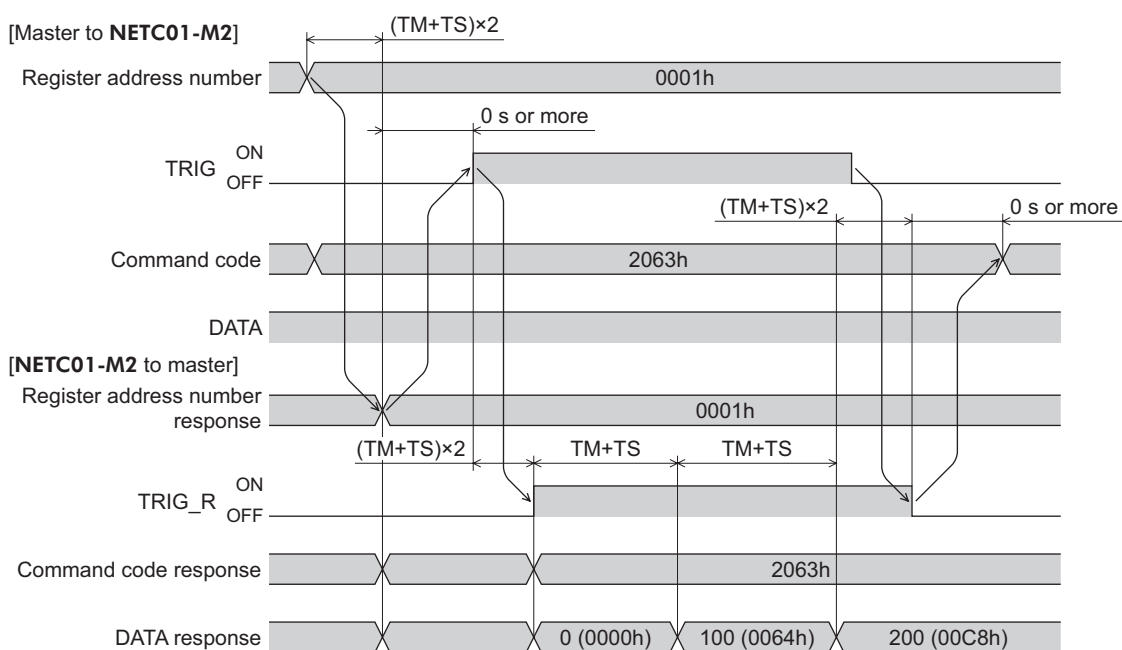 [Master to NETC01-M2]
(TM+TS)×2
Register address number
0001h
0 s or more
TRIG
ON
OFF
(TM+TS)×2
0 s or more
Command code
2063h
DATA
[NETC01-M2 to master]
Register address number
response
0001h
(TM+TS)×2
TM+TS
TM+TS
TRIG_R
ON
OFF
Command code response
2063h
DATA response
0 (0000h)
100 (0064h)
200 (00C8h)